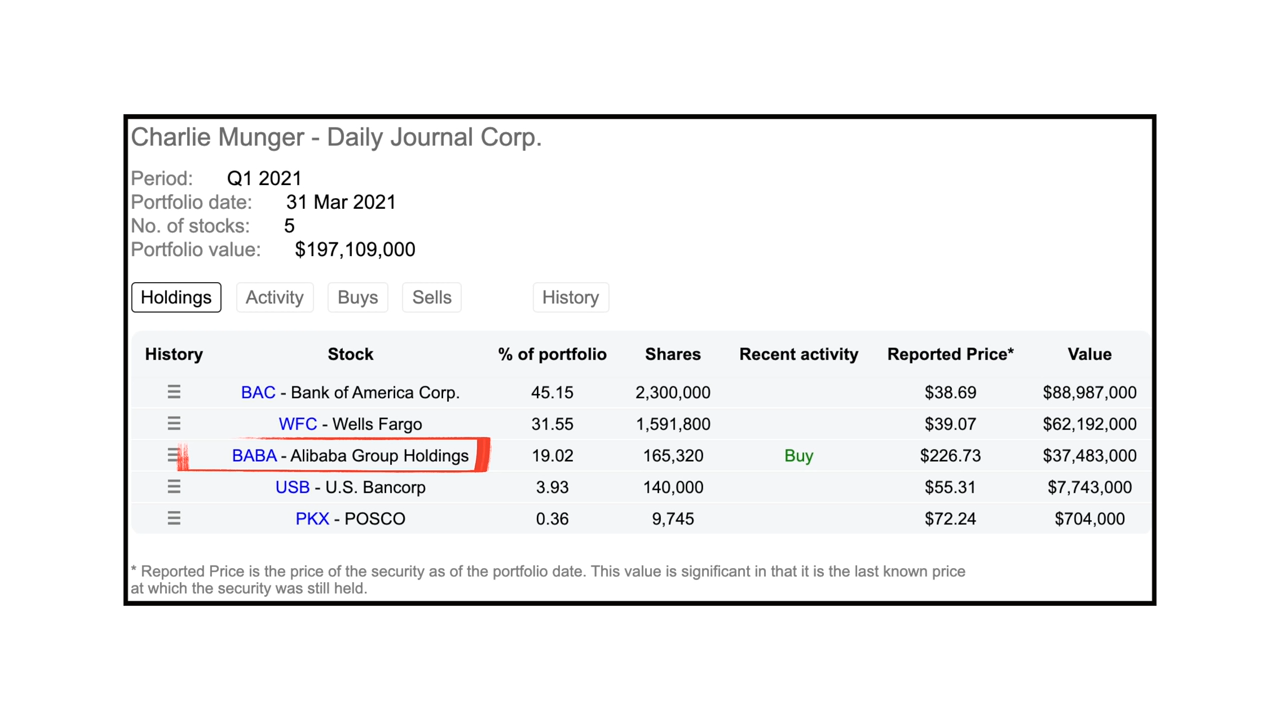 Charlie Munger - Daily Journal Corp.
Period: Q1 2021
Portfolio date: 31 Mar 2021
No. of stocks: 5
Portfolio value: $197,109,000
Holdings Activity Buys Sells History
History Stock % of portfolio Shares Recent activity Reported Price* Value
BAC - Bank of America Corp. 45.15 2,300,000 $38.69 $88,987,000
WFC - Wells Fargo 31.55 1,591,800 $39.07 $62,192,000
BABA - Alibaba Group Holdings 19.02 165,320 Buy $226.73 $37,483,000
USB - U.S. Bancorp 3.93 140,000 $55.31 $7,743,000
PKX - POSCO 0.36 9,745 $72.24 $704,000
* Reported Price is the price of the security as of the portfolio date. This value is significant in that it is the last known price
at which the security was still held.